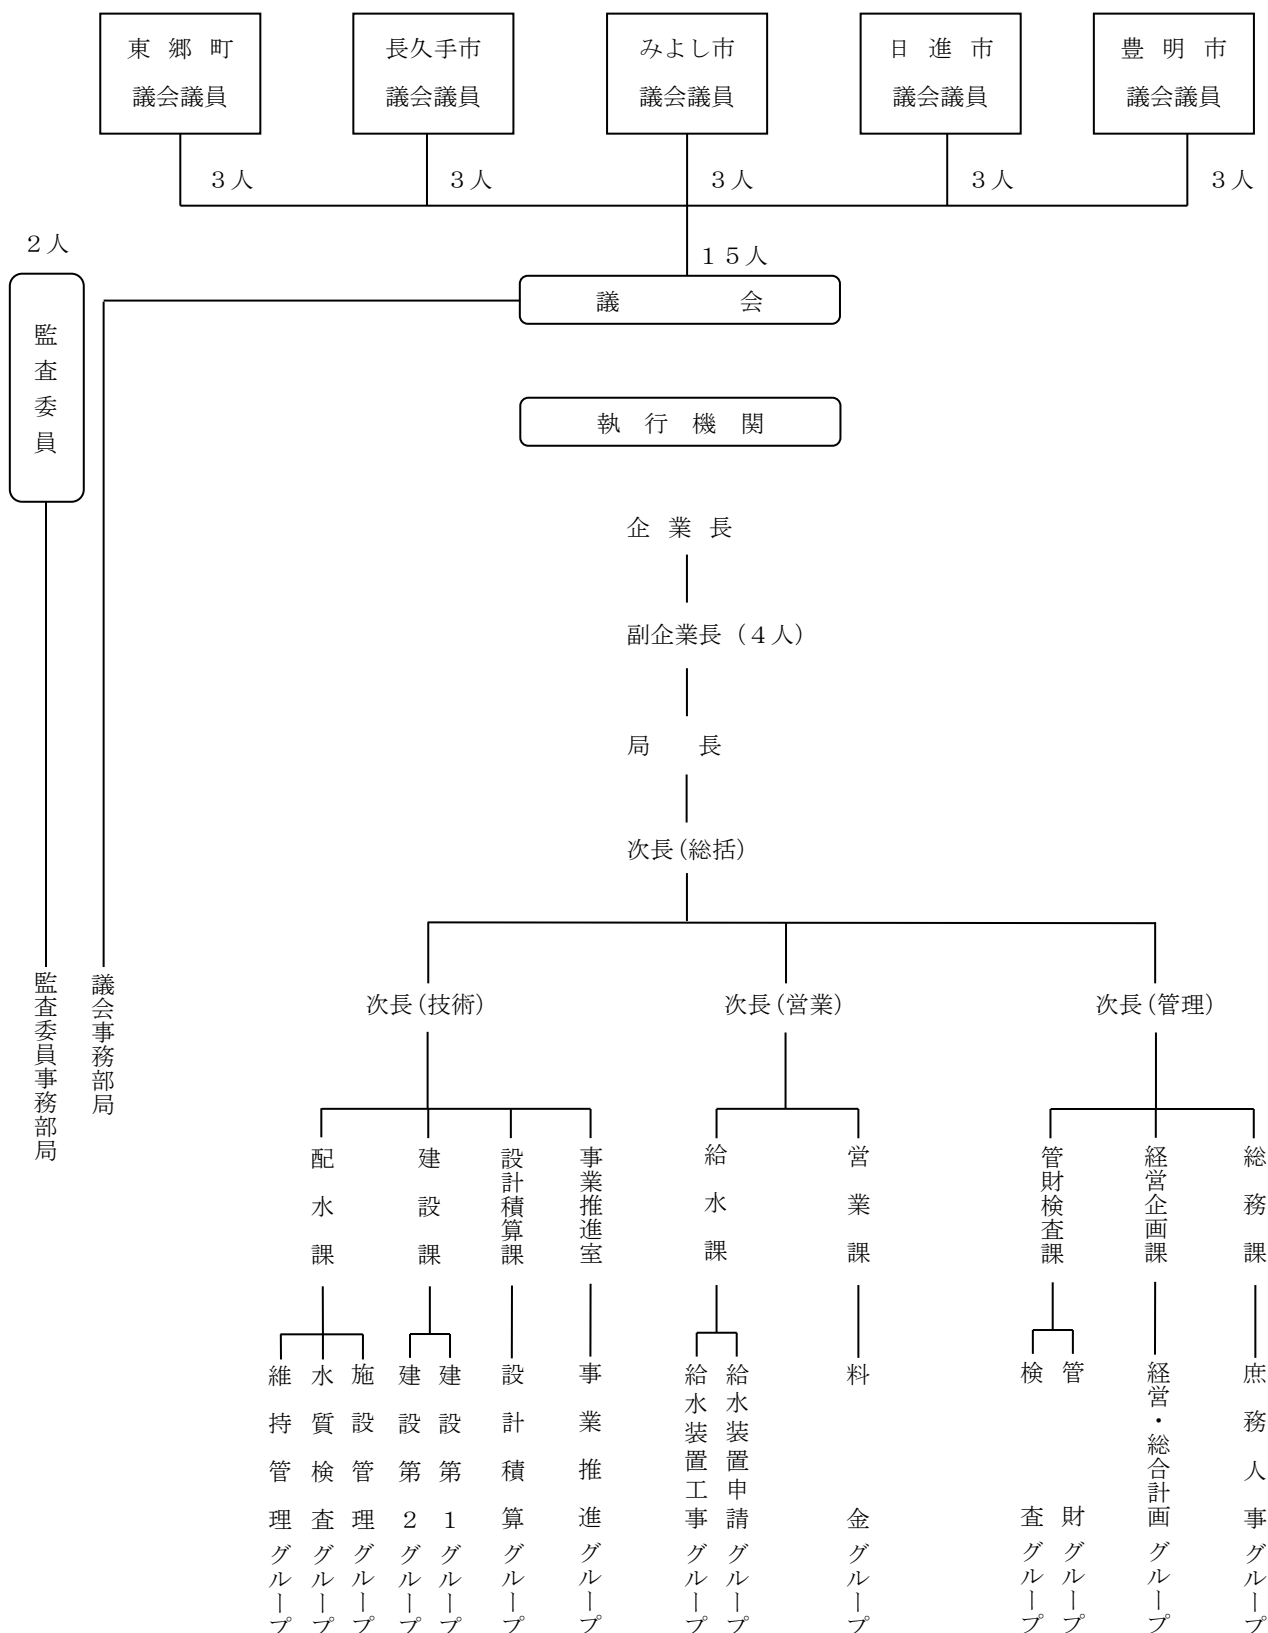 東郷町
議会議員
長久手市
議会議員
みよし市
議会議員
日進市
議会議員
豊明市
議会議員
３人
３人
３人
３人
３人
２人
１５人
監査委員
議会
執行機関
企業長
副企業長（４人）
局長
次長（総括）
監査委員事務部局
議会事務部局
次長（技術）
次長（営業）
次長（管理）
配水課
建設課
設計積算課
事業推進室
給水課
営業課
管財検査課
経営企画課
総務課
維持管理グループ
水質検査グループ
施設管理グループ
建設第２グループ
建設第１グループ
設計積算グループ
事業推進グループ
給水装置工事グループ
給水装置申請グループ
料金グループ
検査グループ
管財グループ
経営・総合計画グループ
庶務人事グループ